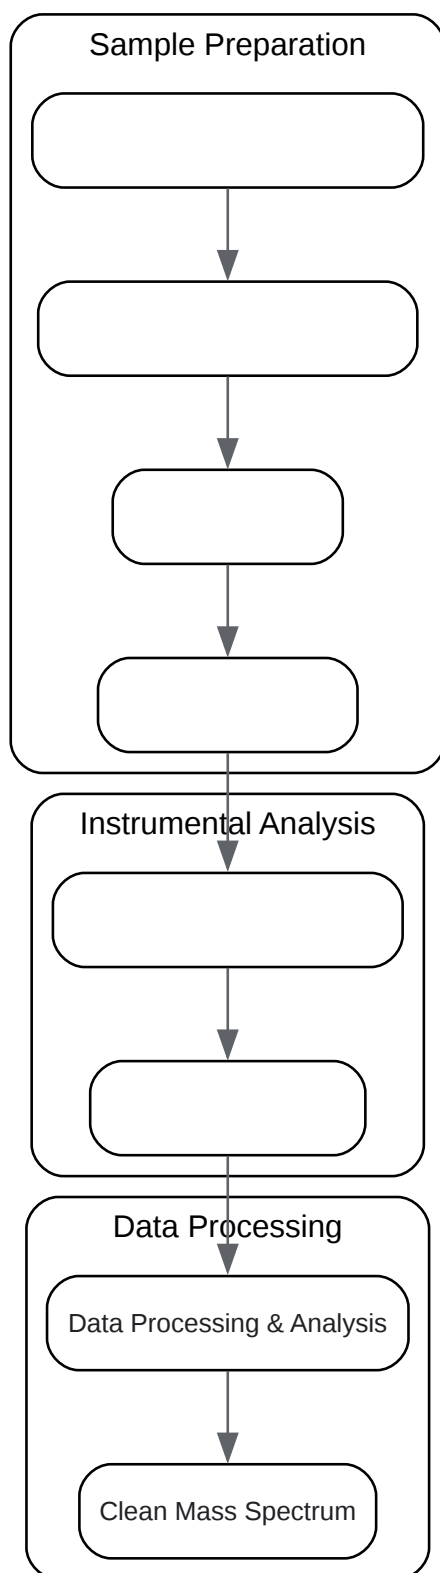 Sample Preparation
Instrumental Analysis
Data Processing
Data Processing & Analysis
Clean Mass Spectrum